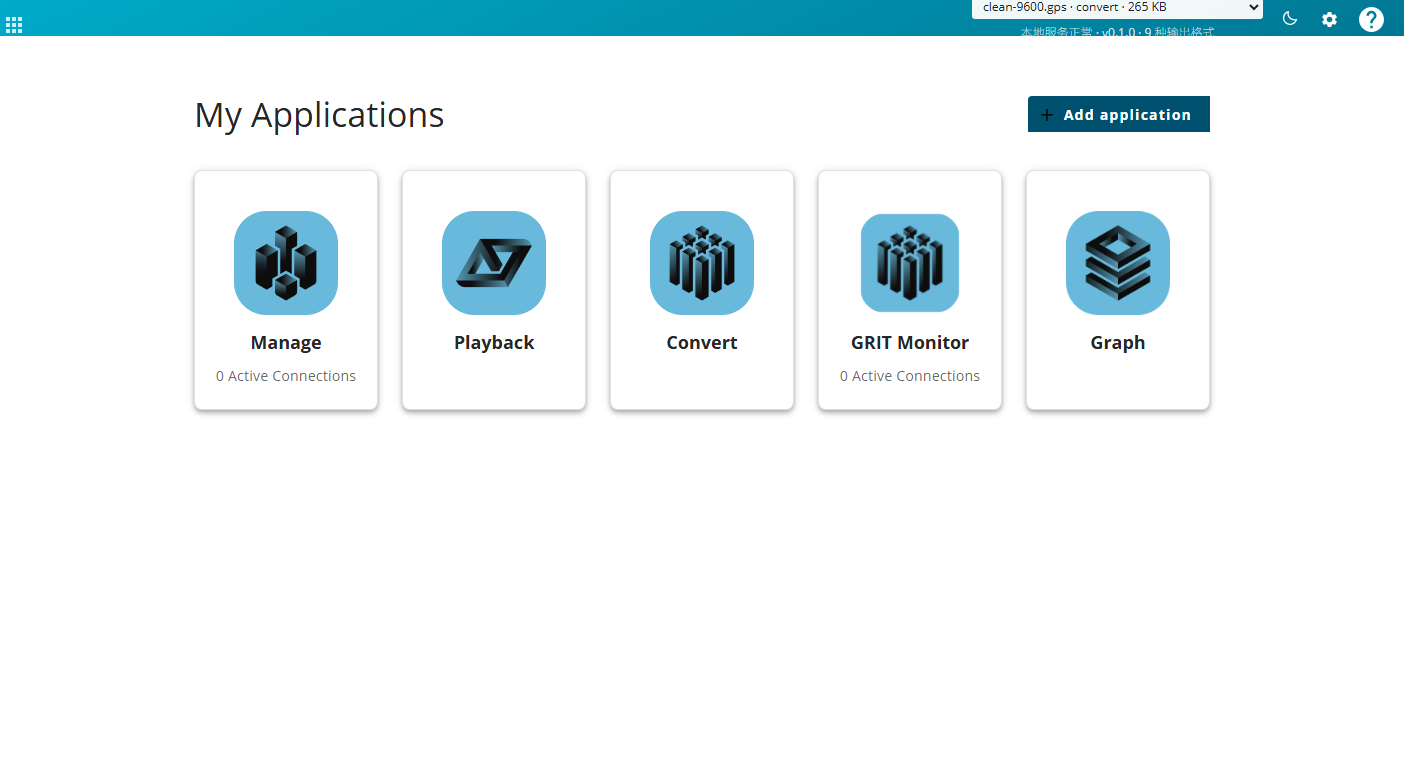 clean-9600.gps · convert · 265 KB
?
本地服务正常 · v0.1.0 · 9 种输出格式
My Applications
+ Add application
Manage
0 Active Connections
Playback
Convert
GRIT Monitor
0 Active Connections
Graph